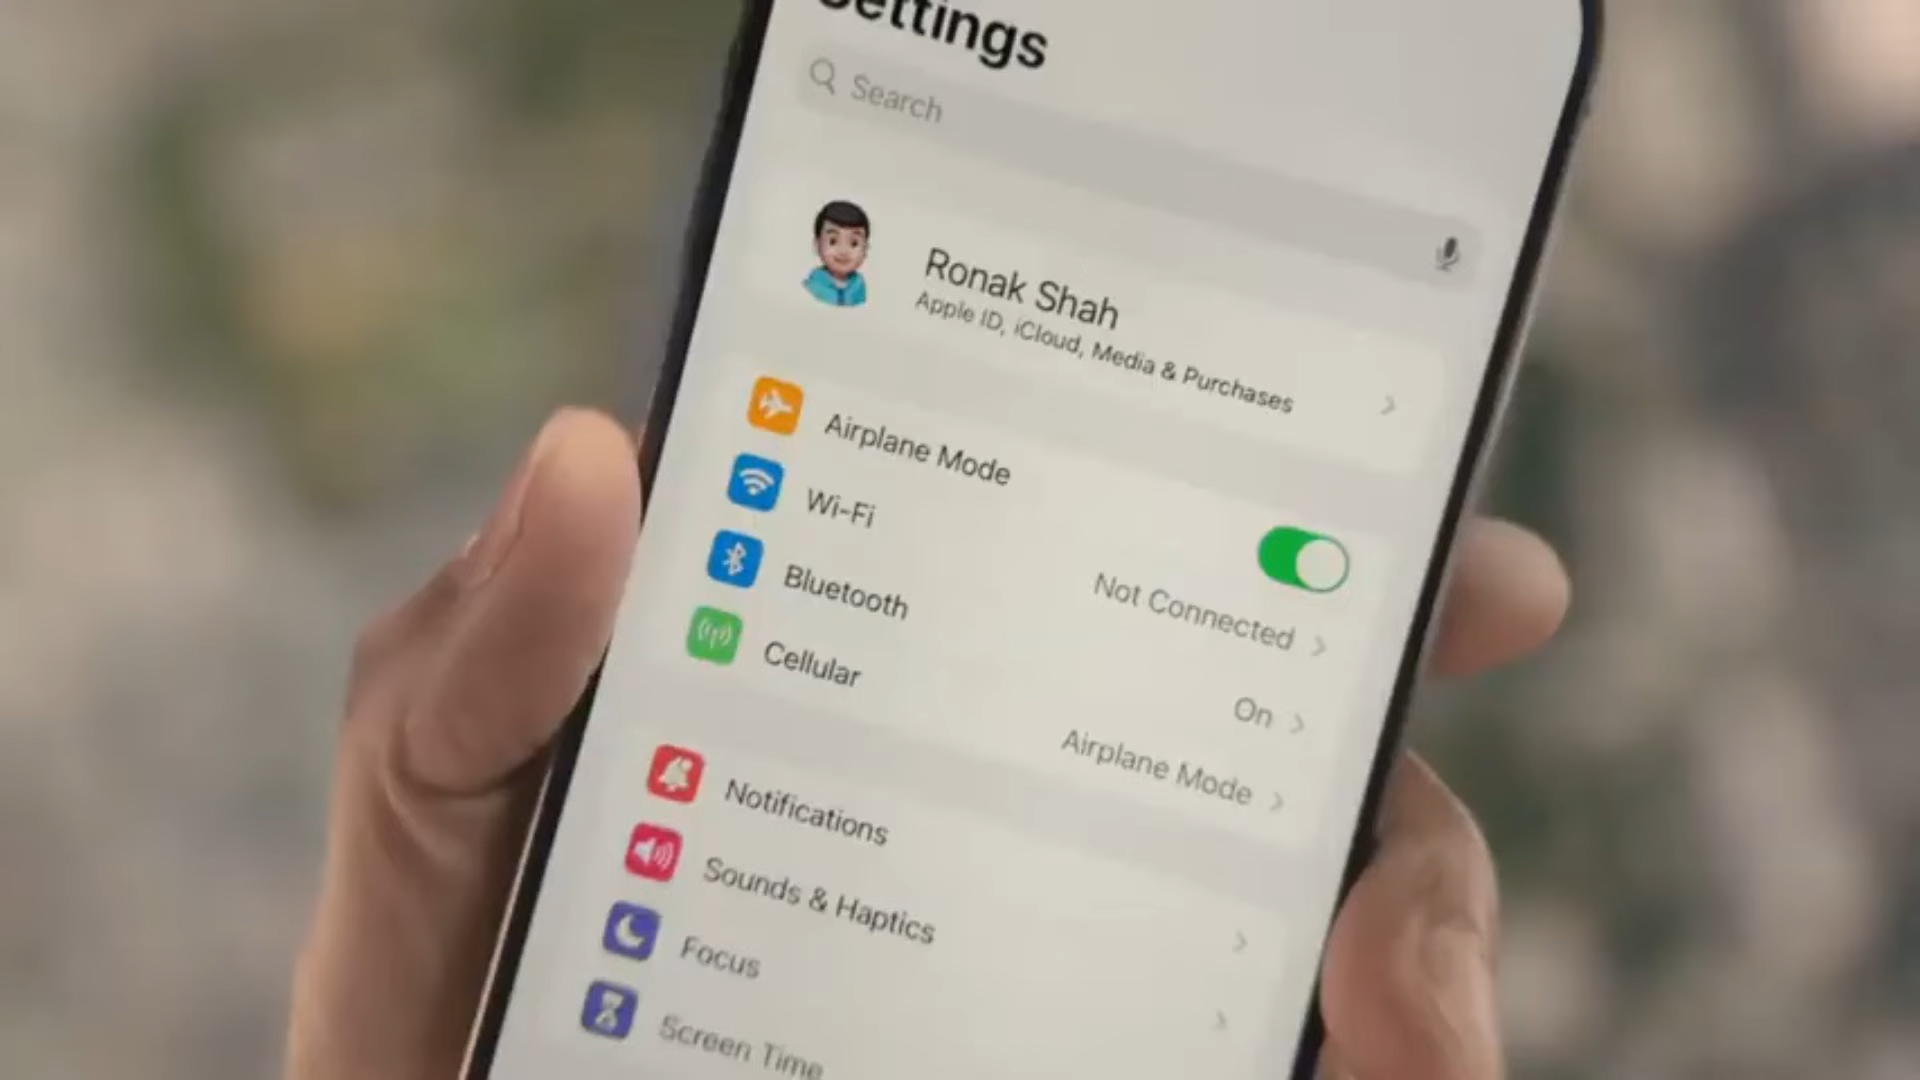 Settings
Search
Ronak Shah
Apple ID, iCloud, Media & Purchases
Airplane Mode
Wi-Fi
Not Connected
Bluetooth
On
Cellular
Airplane Mode
Notifications
Sounds & Haptics
Focus
Screen Time